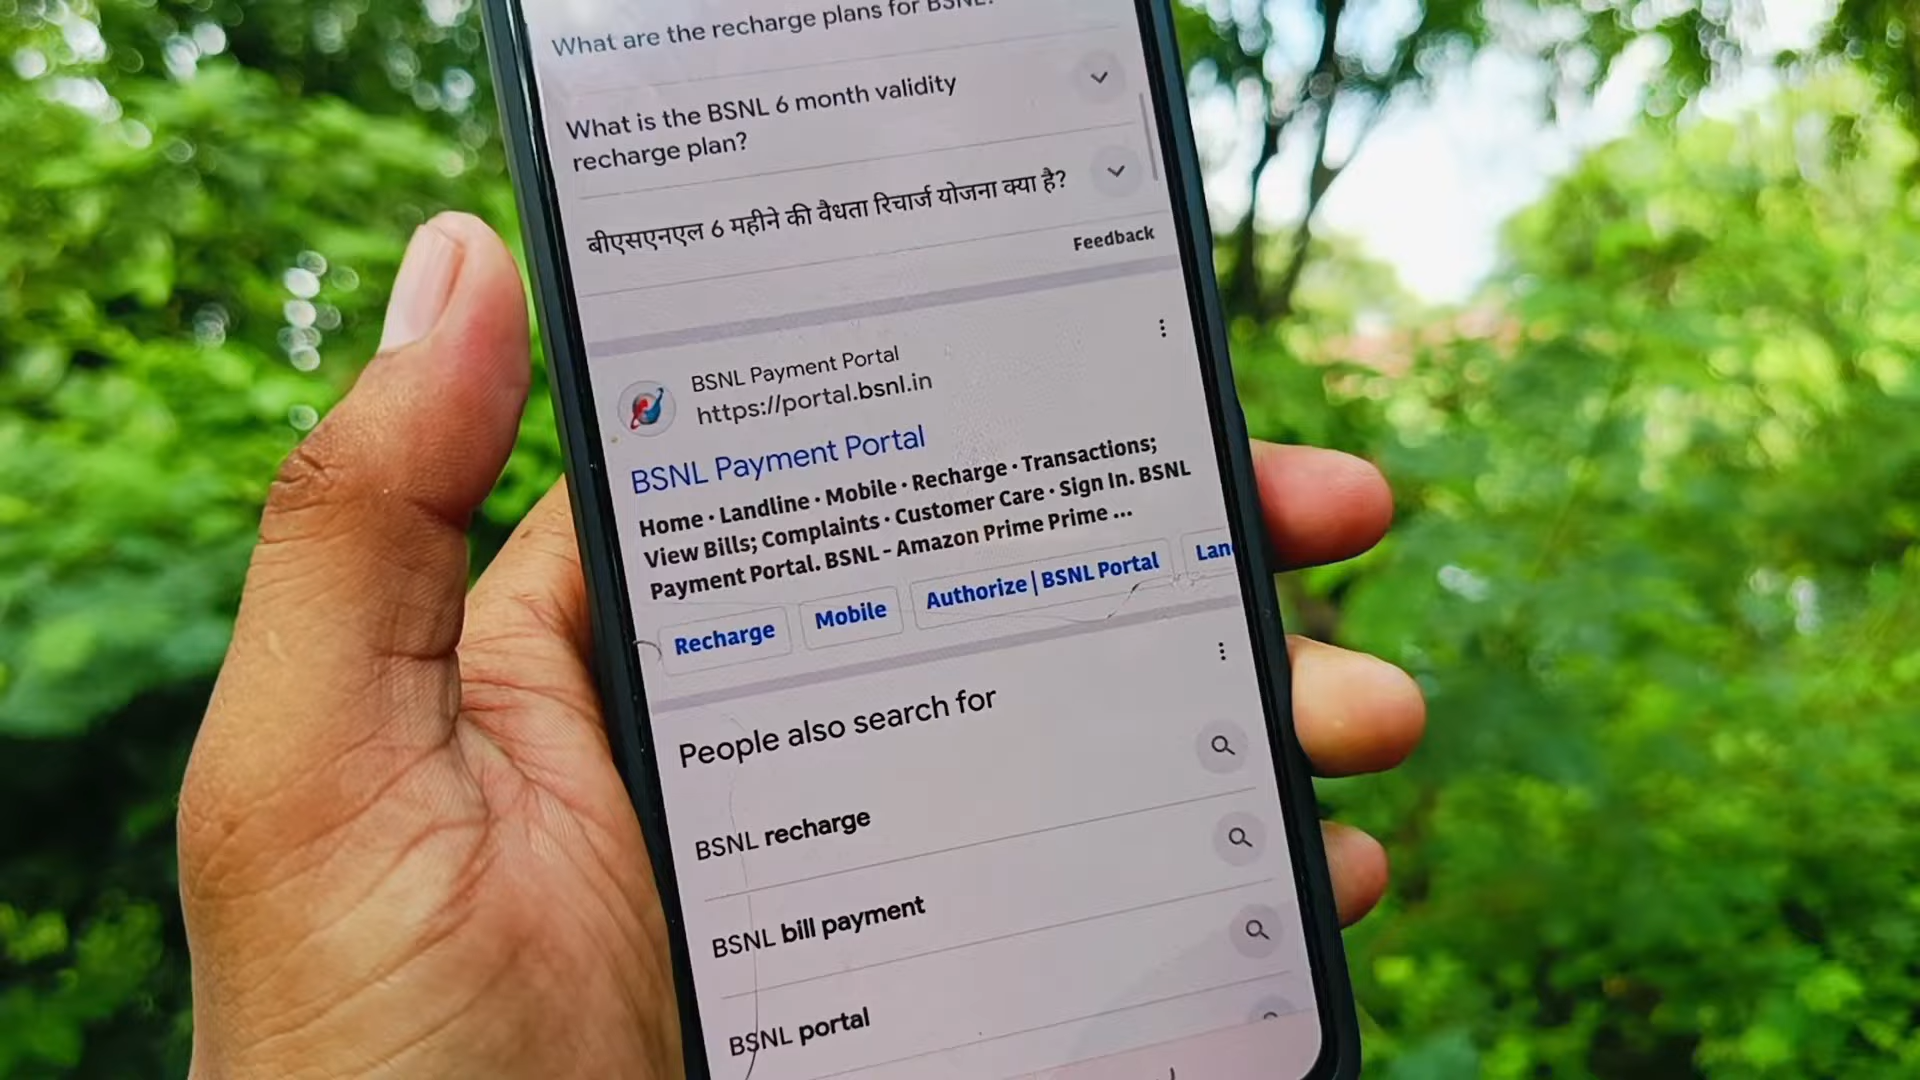 What are the recharge plans for BSNL?
What is the BSNL 6 month validity
recharge plan?
बीएसएनएल 6 महीने की वैधता रिचार्ज योजना क्या है?
Feedback
BSNL Payment Portal
https://portal.bsnl.in
BSNL Payment Portal
Home · Landline · Mobile · Recharge · Transactions;
View Bills; Complaints · Customer Care · Sign In. BSNL
Payment Portal. BSNL - Amazon Prime Prime ...
Recharge Mobile Authorize | BSNL Portal Lan
People also search for
BSNL recharge
BSNL bill payment
BSNL portal